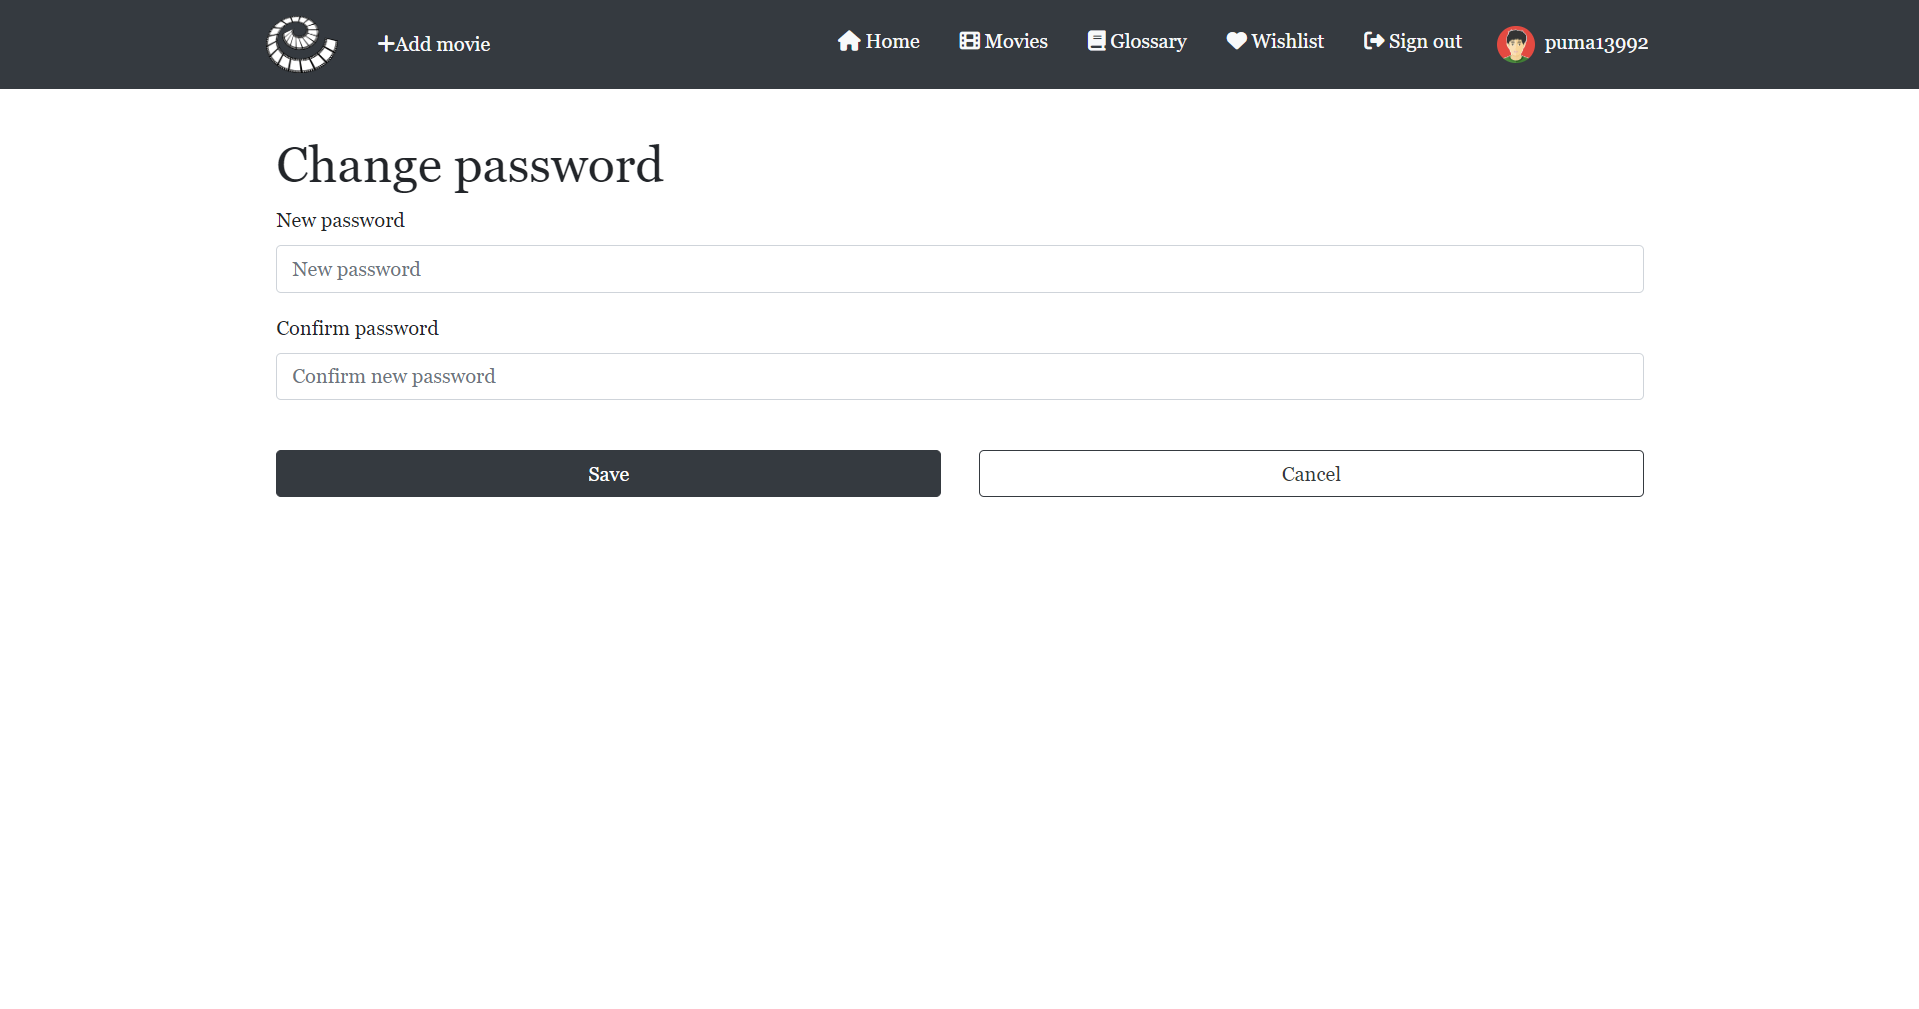 Add movie
Home
Movies
Glossary
Wishlist
Sign out
puma13992
Change password
New password
New password
Confirm password
Confirm new password
Save
Cancel